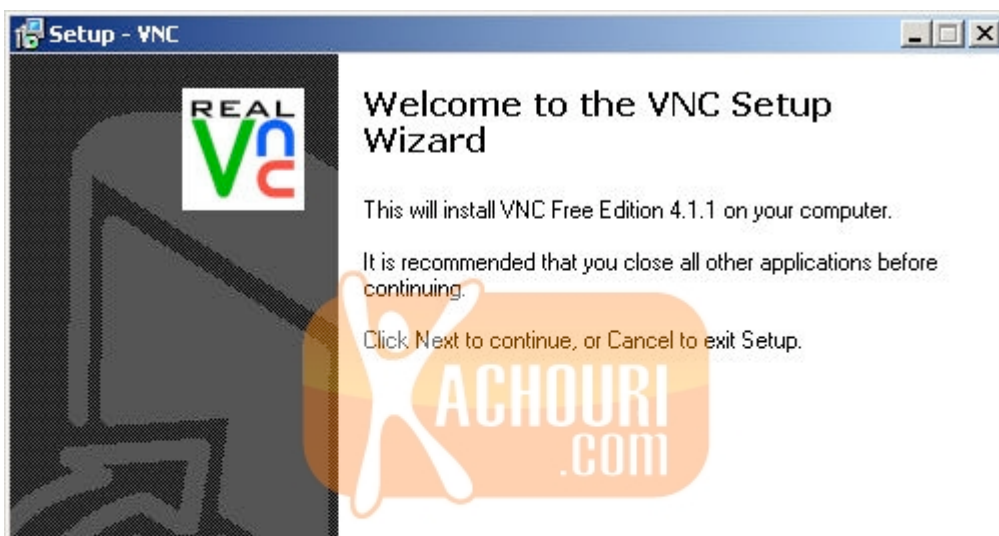 Setup - VNC
REAL
Vnc
Welcome to the VNC Setup
Wizard
This will install VNC Free Edition 4.1.1 on your computer.
It is recommended that you close all other applications before
continuing.
Click Next to continue, or Cancel to exit Setup.
KACHOURI
.com